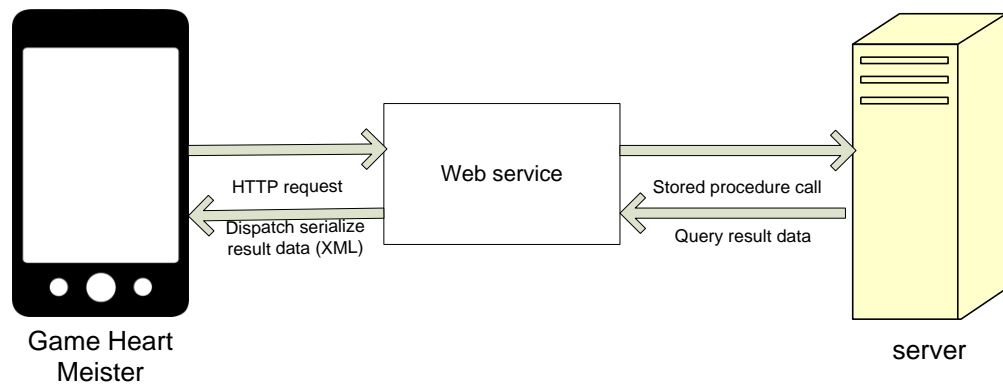 HTTP request
Dispatch serialize
result data (XML)
Web service
Stored procedure call
Query result data
Game Heart
Meister
server